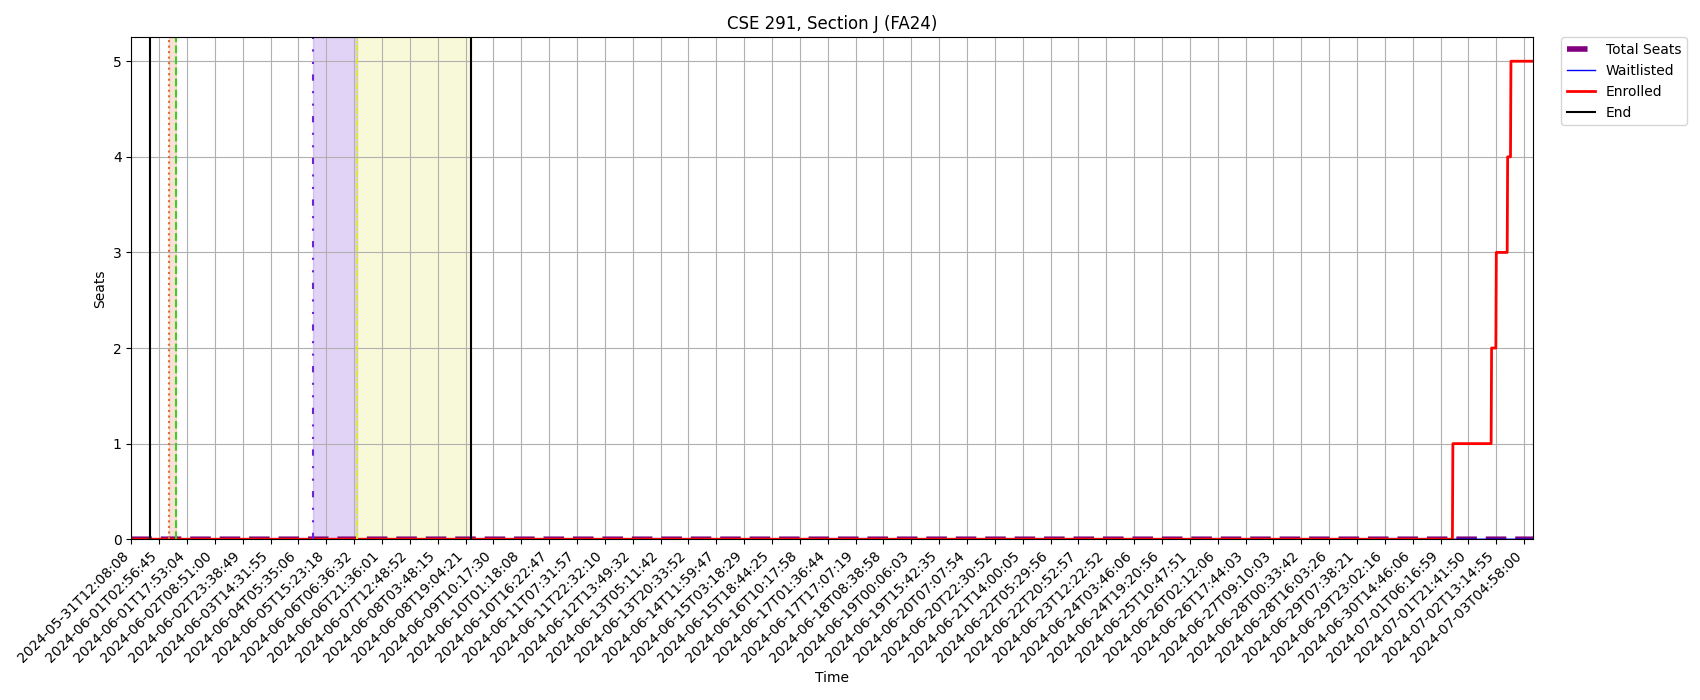 CSE 291, Section J (FA24)
Total Seats
Waitlisted
Enrolled
End
Seats
5
4
3
2
1
0
2024-05-31T12:08:08
2024-06-01T02:56:45
2024-06-01T17:53:04
2024-06-02T08:51:00
2024-06-02T23:38:49
2024-06-03T14:31:55
2024-06-04T05:35:06
2024-06-05T15:23:18
2024-06-06T06:36:32
2024-06-06T21:36:01
2024-06-07T12:48:52
2024-06-08T03:48:15
2024-06-08T19:04:21
2024-06-09T10:17:30
2024-06-10T01:18:08
2024-06-10T16:22:47
2024-06-11T07:31:57
2024-06-11T22:32:10
2024-06-12T13:49:32
2024-06-13T05:11:42
2024-06-13T20:33:52
2024-06-14T11:59:47
2024-06-15T03:18:29
2024-06-15T18:44:25
2024-06-16T10:17:58
2024-06-17T01:36:44
2024-06-17T17:07:19
2024-06-18T08:38:58
2024-06-19T00:06:03
2024-06-19T15:42:35
2024-06-20T07:07:54
2024-06-20T22:30:52
2024-06-21T14:00:05
2024-06-22T05:29:56
2024-06-22T20:52:57
2024-06-23T12:22:52
2024-06-24T03:46:06
2024-06-24T19:20:56
2024-06-25T10:47:51
2024-06-26T02:12:06
2024-06-26T17:44:03
2024-06-27T09:10:03
2024-06-28T00:33:42
2024-06-28T16:03:26
2024-06-29T07:38:21
2024-06-29T23:02:16
2024-06-30T14:46:06
2024-07-01T06:16:59
2024-07-01T21:41:50
2024-07-02T13:14:55
2024-07-03T04:58:00
Time